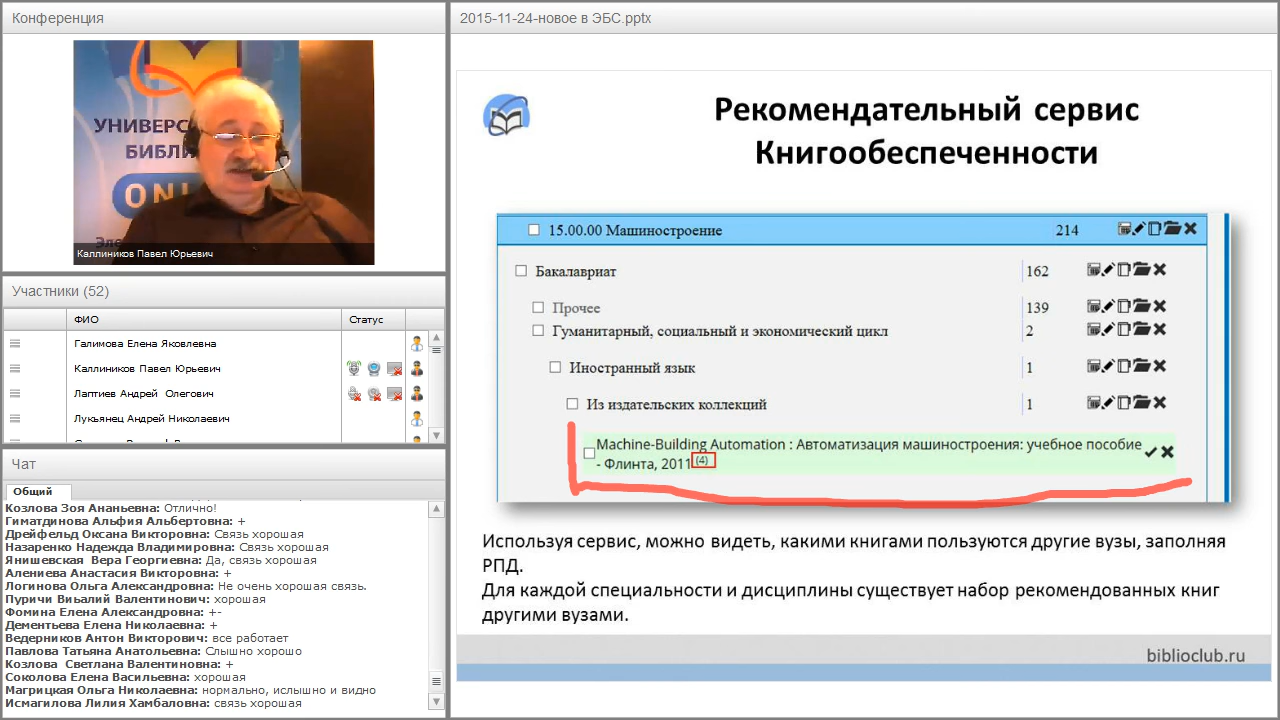 Конференция
УНИВЕРС
БИБЛИ
ONL
Каллиников Павел Юрьевич
Участники (52)
ФИО Статус
Галимова Елена Яковлевна
Каллиников Павел Юрьевич
Лаптиев Андрей Олегович
Лукьянец Андрей Николаевич
Чат
Общий
Козлова Зоя Ананьевна: Отлично!
Гиматдинова Альфия Альбертовна: +
Дрейфельд Оксана Викторовна: Связь хорошая
Назаренко Надежда Владимировна: Связь хорошая
Янишевская Вера Георгиевна: Да, связь хорошая
Алениева Анастасия Викторовна: +
Логинова Ольга Александровна: Не очень хорошая связь.
Пуричи Виьалий Валентинович: хорошая
Фомина Елена Александровна: +-
Дементьева Елена Николаевна: +
Ведерников Антон Викторович: все работает
Павлова Татьяна Анатольевна: Слышно хорошо
Козлова Светлана Валентиновна: +
Соколова Елена Васильевна: хорошая
Магрицкая Ольга Николаевна: нормально, ислышно и видно
Исмагилова Лилия Хамбаловна: связь хорошая
2015-11-24-новое в ЭБС.pptx
Рекомендательный сервис
Книгообеспеченности
15.00.00 Машиностроение 214
Бакалавриат 162
Прочее 139
Гуманитарный, социальный и экономический цикл 2
Иностранный язык 1
Из издательских коллекций 1
Machine-Building Automation : Автоматизация машиностроения: учебное пособие
- Флинта, 2011 (4)
Используя сервис, можно видеть, какими книгами пользуются другие вузы, заполняя
РПД.
Для каждой специальности и дисциплины существует набор рекомендованных книг
другими вузами.
biblioclub.ru